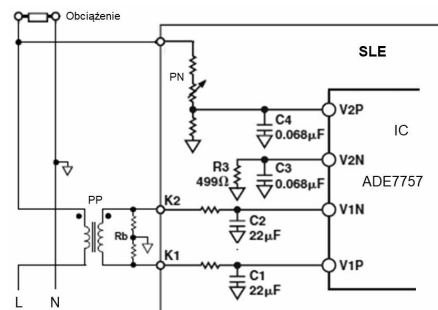 Obciążenie
SLE
PN
C4
0.068µF
V2P
IC
R3
499Ω
C3
0.068µF
V2N
ADE7757
PP
K2
C2
22µF
V1N
Rb
K1
C1
22µF
V1P
L N